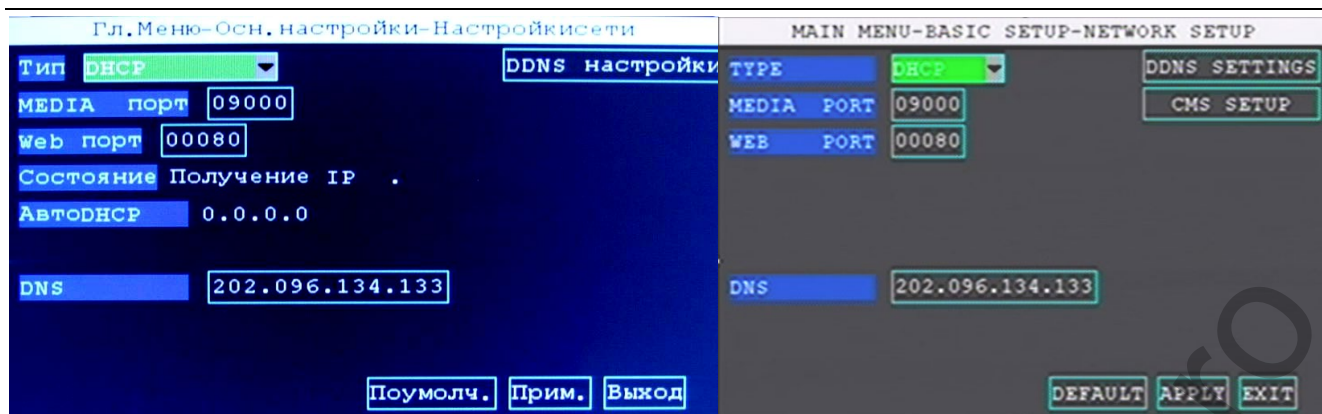 Гл.Меню-Осн.настройки-Настройкисети
Тип DHCP DDNS настройки
MEDIA порт 09000
Web порт 00080
Состояние Получение IP .
АвтоDHCP 0.0.0.0
DNS 202.096.134.133
Поумолч. Прим. Выход
MAIN MENU-BASIC SETUP-NETWORK SETUP
TYPE DHCP DDNS SETTINGS
MEDIA PORT 09000 CMS SETUP
WEB PORT 00080
DNS 202.096.134.133
DEFAULT APPLY EXIT